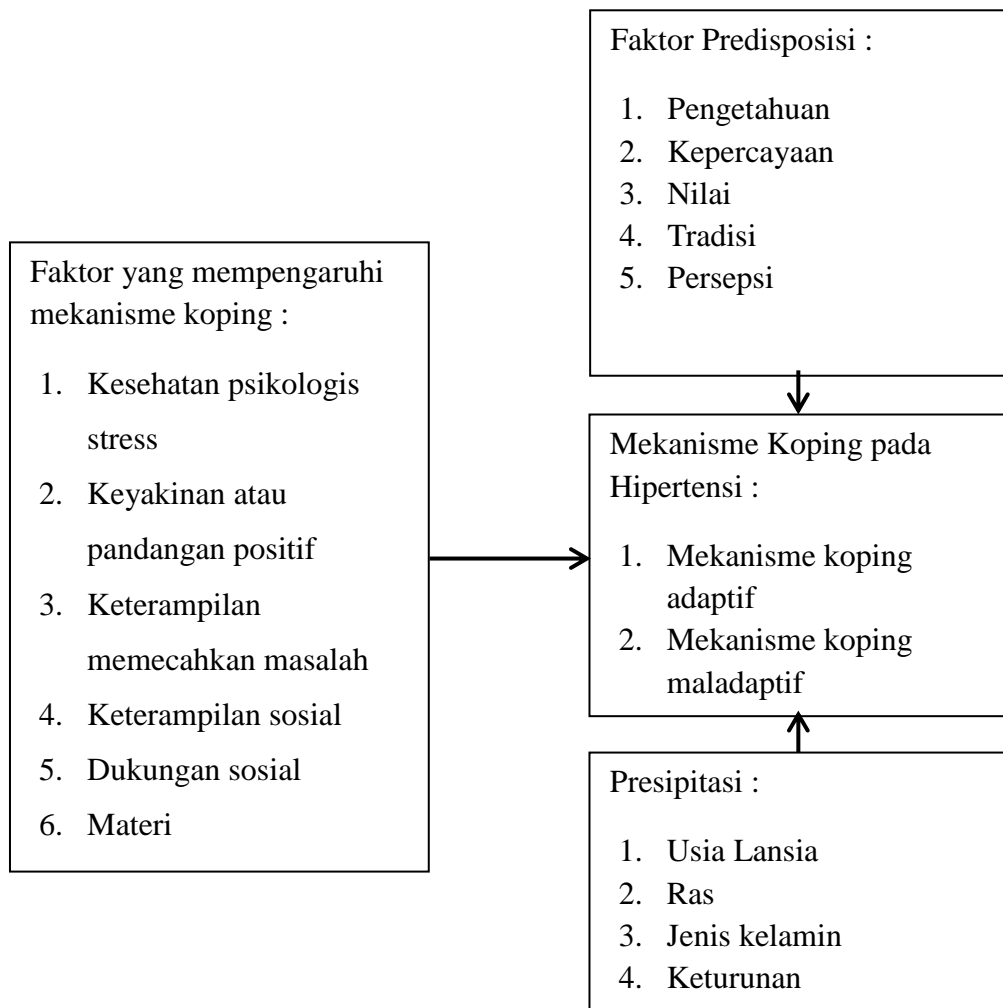 Faktor Predisposisi :
1. Pengetahuan
2. Kepercayaan
3. Nilai
4. Tradisi
5. Persepsi
Faktor yang mempengaruhi
mekanisme koping :
1. Kesehatan psikologis
stress
2. Keyakinan atau
pandangan positif
3. Keterampilan
memecahkan masalah
4. Keterampilan sosial
5. Dukungan sosial
6. Materi
Mekanisme Koping pada
Hipertensi :
1. Mekanisme koping
adaptif
2. Mekanisme koping
maladaptif
Presipitasi :
1. Usia Lansia
2. Ras
3. Jenis kelamin
4. Keturunan